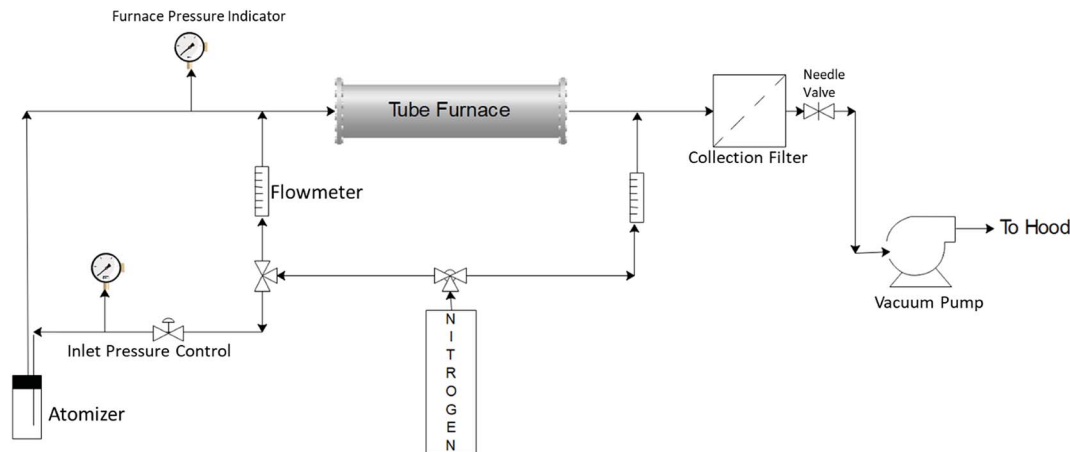 Furnace Pressure Indicator
Needle
Valve
Tube Furnace
Collection Filter
Flowmeter
To Hood
Vacuum Pump
Inlet Pressure Control
Atomizer
N
I
T
R
O
G
E
N